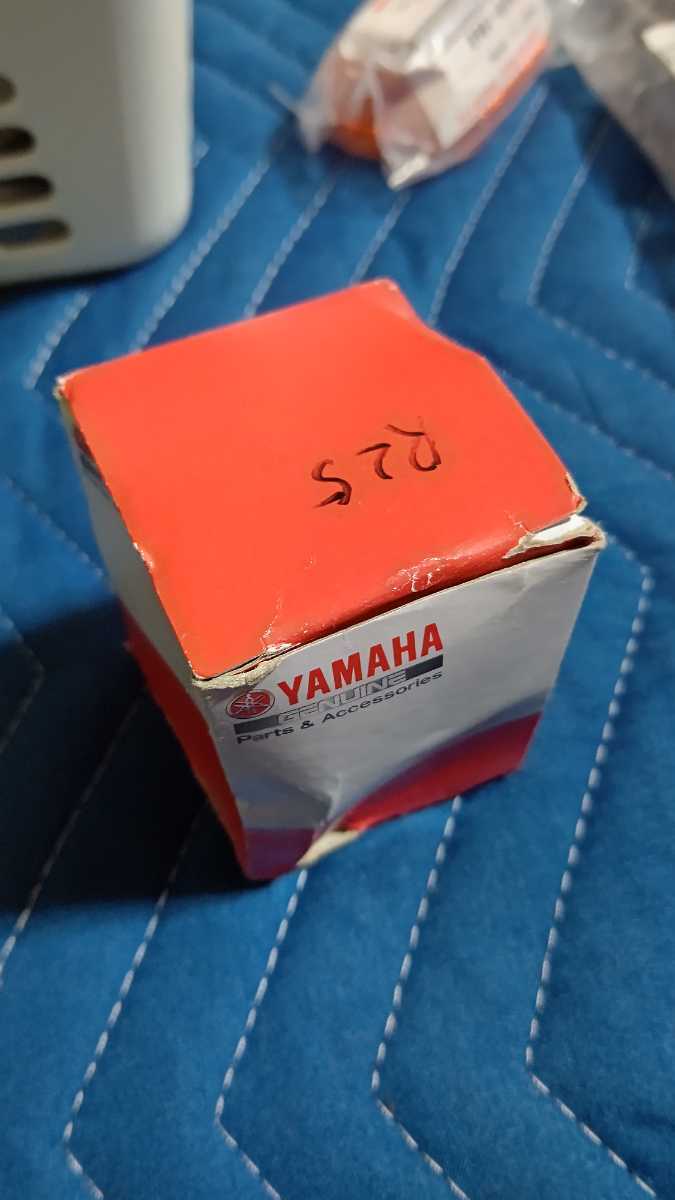 R25
YAMAHA
GENUINE
Parts & Accessories